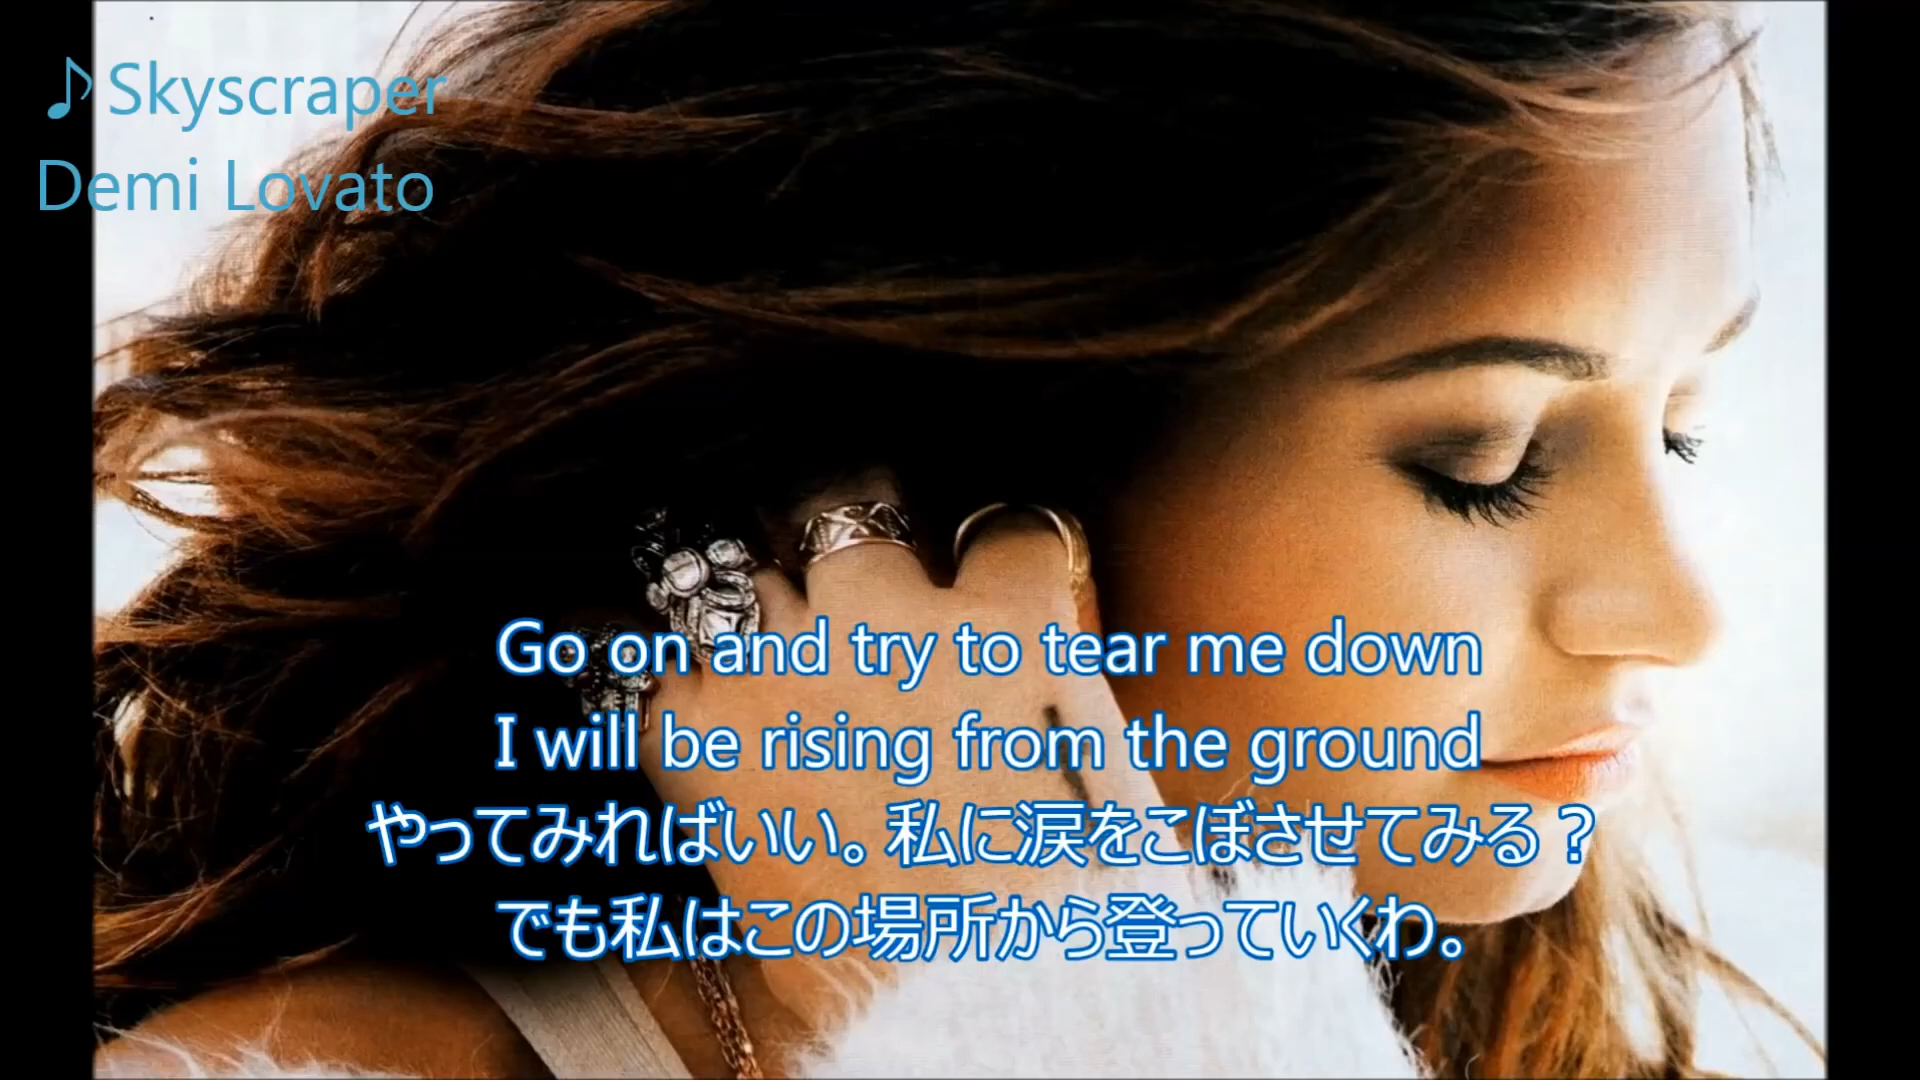 ♪Skyscraper
Demi Lovato
Go on and try to tear me down
I will be rising from the ground
やってみればいい。私に涙をこぼさせてみる？
でも私はこの場所から登っていくわ。